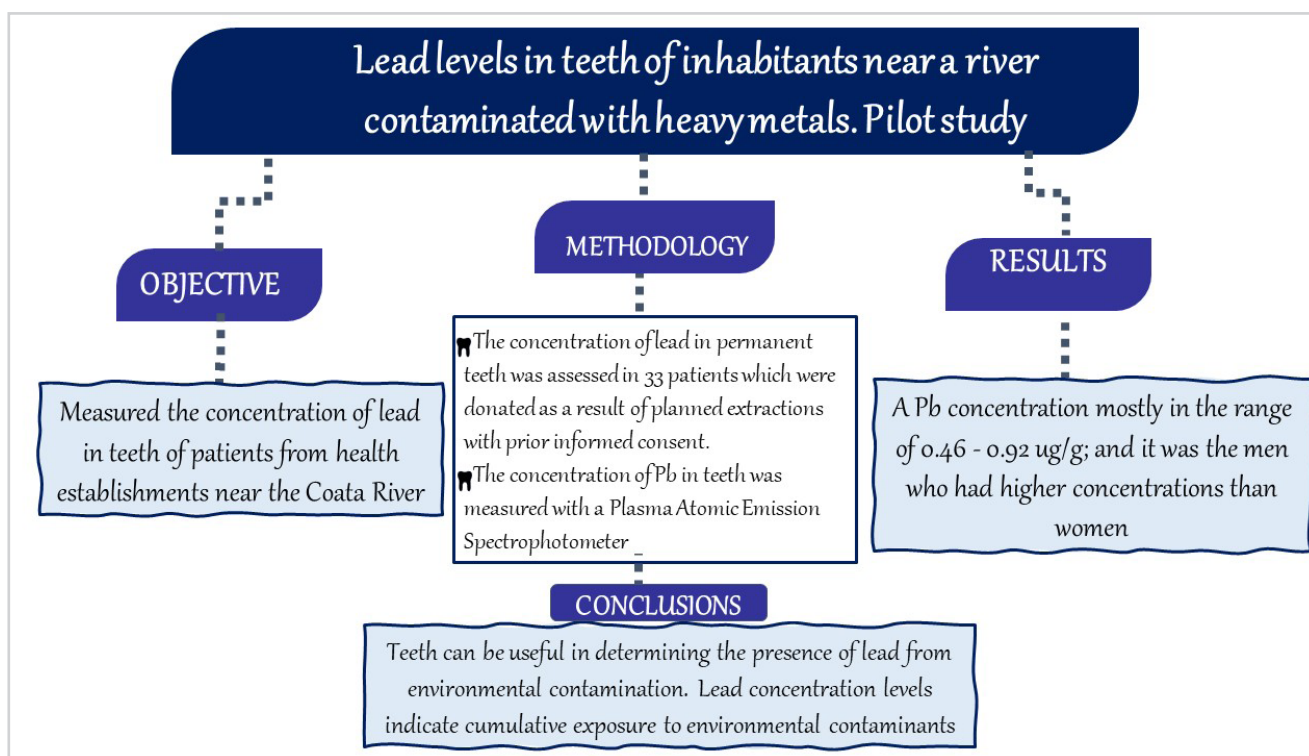 Lead levels in teeth of inhabitants near a river
contaminated with heavy metals. Pilot study
OBJECTIVE
Measured the concentration of lead
in teeth of patients from health
establishments near the Coata River
METHODOLOGY
The concentration of lead in permanent
teeth was assessed in 33 patients which were
donated as a result of planned extractions
with prior informed consent.
The concentration of Pb in teeth was
measured with a Plasma Atomic Emission
Spectrophotometer _
RESULTS
A Pb concentration mostly in the range
of 0.46 - 0.92 ug/g; and it was the men
who had higher concentrations than
women
CONCLUSIONS
Teeth can be useful in determining the presence of lead from
environmental contamination. Lead concentration levels
indicate cumulative exposure to environmental contaminants